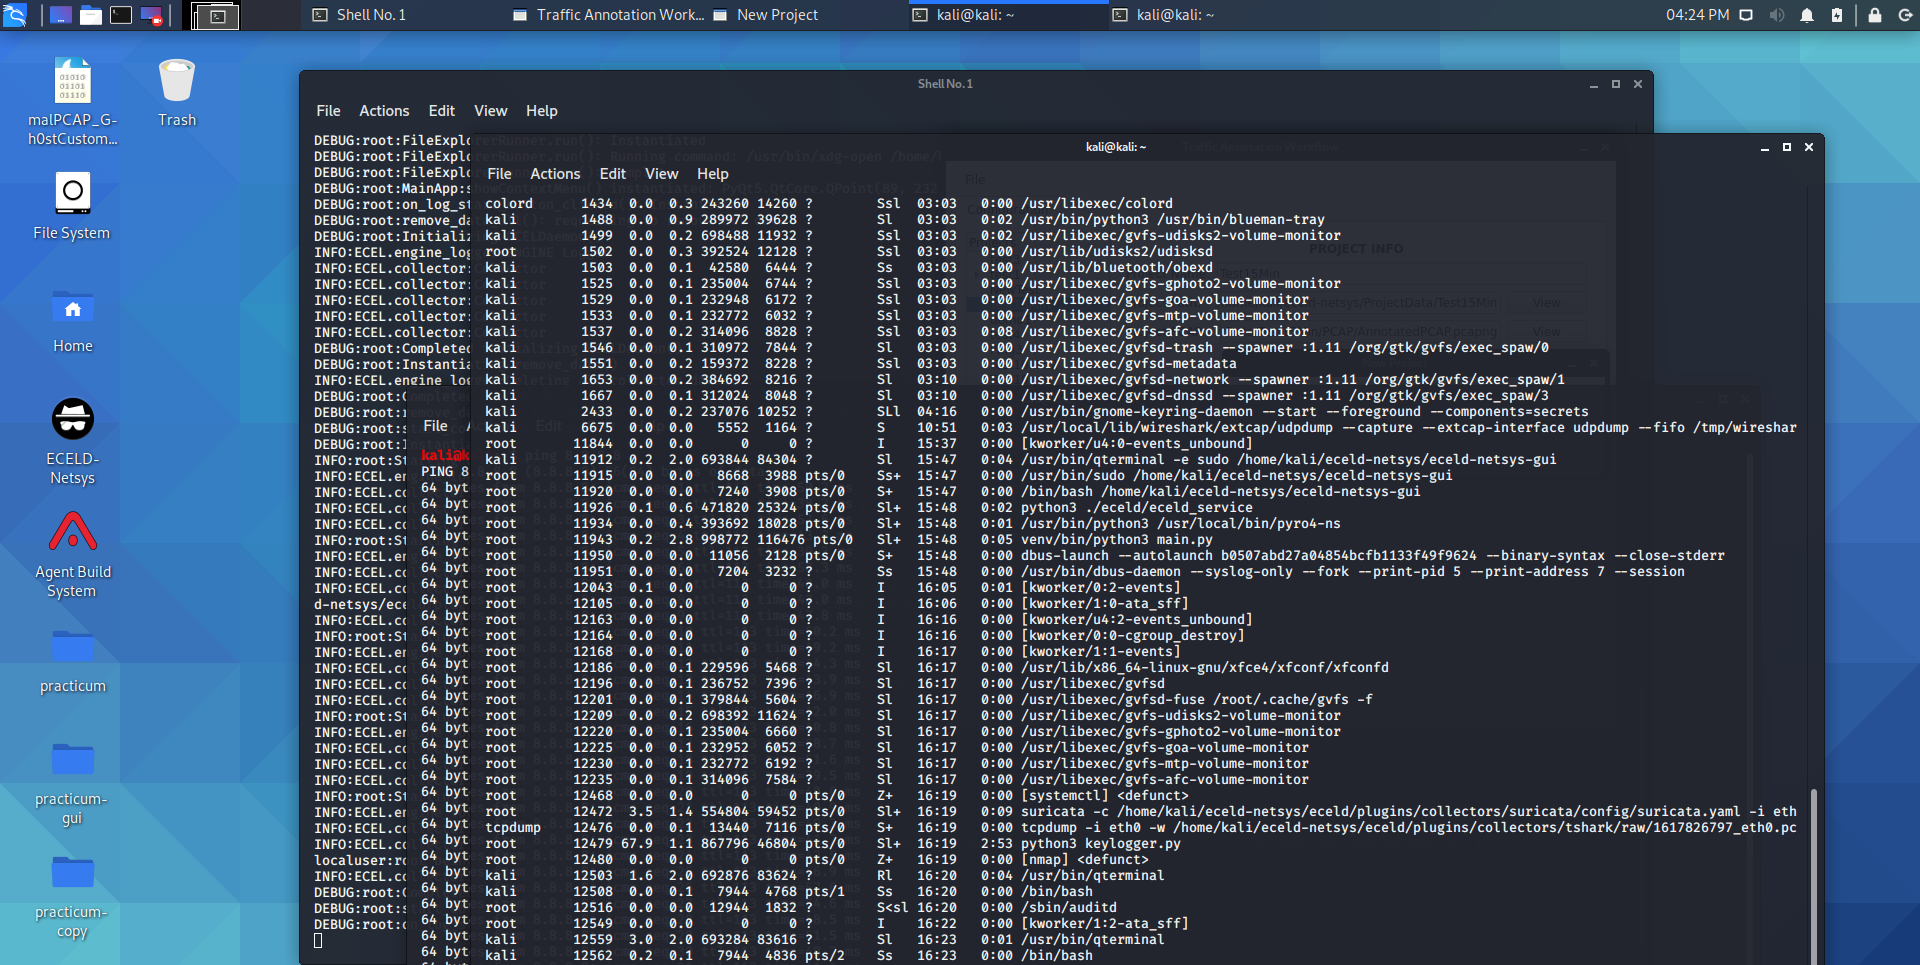 Shell No. 1
Traffic Annotation Work...
New Project
kali@kali: ~
kali@kali: ~
04:24 PM
malPCAP_G-
h0stCustom...
Trash
File System
Home
ECELD-
Netsys
Agent Build
System
practicum
practicum-
gui
practicum-
copy
Shell No. 1
File Actions Edit View Help
DEBUG:root:FileExplorerRunner.run(): Instantiated
DEBUG:root:FileExplorerRunner.run(): Running command: /usr/bin/xdg-open /home/
DEBUG:root:FileExpl
DEBUG:root:MainApp:showContextMenu() instantiated: PyQt5.QtCore.QPoint(89, 232
DEBUG:root:on_log_st
DEBUG:root:remove_da
DEBUG:root:Initializ
INFO:ECEL.engine_log
INFO:ECEL.collector:
INFO:ECEL.collector:
INFO:ECEL.collector:
INFO:ECEL.collector:
INFO:ECEL.collector:
DEBUG:root:Completed
DEBUG:root:Instantia
INFO:ECEL.engine_log
DEBUG:root:
DEBUG:root:
DEBUG:root:
DEBUG:root:
INFO:root:Sta
INFO:ECEL.en
INFO:ECEL.co
INFO:ECEL.co
INFO:ECEL.co
INFO:root:Sta
INFO:ECEL.en
INFO:ECEL.co
INFO:ECEL.co
d-netsys/ece
INFO:ECEL.co
INFO:root:Sta
INFO:ECEL.en
INFO:ECEL.co
INFO:ECEL.co
INFO:ECEL.co
INFO:root:Sta
INFO:ECEL.en
INFO:ECEL.co
INFO:ECEL.co
INFO:ECEL.co
INFO:root:Sta
INFO:ECEL.en
INFO:ECEL.co
INFO:ECEL.co
localuser:ro
INFO:ECEL.co
DEBUG:root:
DEBUG:root:
DEBUG:root:
File
kali@k
PING 8.
64 byt
kali@kali: ~
File Actions Edit View Help
PROJECT INFO
colord 1434 0.0 0.3 243260 14260 ? Ssl 03:03 0:00 /usr/libexec/colord
kali 1488 0.0 0.9 289972 39628 ? Sl 03:03 0:02 /usr/bin/python3 /usr/bin/blueman-tray
kali 1499 0.0 0.2 698488 11932 ? Ssl 03:03 0:02 /usr/libexec/gvfs-udisks2-volume-monitor
root 1502 0.0 0.3 392524 12128 ? Ssl 03:03 0:00 /usr/lib/udisks2/udisksd
kali 1503 0.0 0.1 42580 6444 ? Ss 03:03 0:00 /usr/lib/bluetooth/obexd
kali 1525 0.0 0.1 235004 6744 ? Ssl 03:03 0:00 /usr/libexec/gvfs-gphoto2-volume-monitor
kali 1529 0.0 0.1 232948 6172 ? Ssl 03:03 0:00 /usr/libexec/gvfs-goa-volume-monitor
kali 1533 0.0 0.1 232772 6032 ? Ssl 03:03 0:00 /usr/libexec/gvfs-mtp-volume-monitor
kali 1537 0.0 0.2 314096 8828 ? Ssl 03:03 0:08 /usr/libexec/gvfs-afc-volume-monitor
kali 1546 0.0 0.1 310972 7844 ? Sl 03:03 0:00 /usr/libexec/gvfsd-trash --spawner :1.11 /org/gtk/gvfs/exec_spaw/0
kali 1551 0.0 0.2 159372 8228 ? Ssl 03:03 0:00 /usr/libexec/gvfsd-metadata
kali 1653 0.0 0.2 384692 8216 ? Sl 03:10 0:00 /usr/libexec/gvfsd-network --spawner :1.11 /org/gtk/gvfs/exec_spaw/1
kali 1667 0.0 0.1 312024 8048 ? Sl 03:10 0:00 /usr/libexec/gvfsd-dnssd --spawner :1.11 /org/gtk/gvfs/exec_spaw/3
kali 2433 0.0 0.2 237076 10252 ? SLl 04:16 0:00 /usr/bin/gnome-keyring-daemon --start --foreground --components=secrets
kali 6675 0.0 0.0 5552 1164 ? S 10:51 0:03 /usr/local/lib/wireshark/extcap/udpdump --capture --extcap-interface udpdump --fifo /tmp/wireshar
root 11844 0.0 0.0 0 0 ? I 15:37 0:00 [kworker/u4:0-events_unbound]
kali 11912 0.2 2.0 693844 84304 ? Sl 15:47 0:04 /usr/bin/qterminal -e sudo /home/kali/eceld-netsys/eceld-netsys-gui
root 11915 0.0 0.0 8668 3988 pts/0 Ss+ 15:47 0:00 /usr/bin/sudo /home/kali/eceld-netsys/eceld-netsys-gui
root 11920 0.0 0.0 7240 3908 pts/0 S+ 15:47 0:00 /bin/bash /home/kali/eceld-netsys/eceld-netsys-gui
root 11926 0.1 0.6 471820 25324 pts/0 Sl+ 15:48 0:02 python3 ./eceld/eceld_service
root 11934 0.0 0.4 393692 18028 pts/0 Sl+ 15:48 0:01 /usr/bin/python3 /usr/local/bin/pyro4-ns
root 11943 0.2 2.8 998772 116476 pts/0 Sl+ 15:48 0:05 venv/bin/python3 main.py
root 11950 0.0 0.0 11056 2128 pts/0 S+ 15:48 0:00 dbus-launch --autolaunch b0507abd27a04854bcfb1133f49f9624 --binary-syntax --close-stderr
root 11951 0.0 0.0 7204 3232 ? Ss 15:48 0:00 /usr/bin/dbus-daemon --syslog-only --fork --print-pid 5 --print-address 7 --session
root 12043 0.1 0.0 0 0 ? I 16:05 0:01 [kworker/0:2-events]
root 12105 0.0 0.0 0 0 ? I 16:06 0:00 [kworker/1:0-ata_sff]
root 12163 0.0 0.0 0 0 ? I 16:16 0:00 [kworker/u4:2-events_unbound]
root 12164 0.0 0.0 0 0 ? I 16:16 0:00 [kworker/0:0-cgroup_destroy]
root 12168 0.0 0.0 0 0 ? I 16:17 0:00 [kworker/1:1-events]
root 12186 0.0 0.1 229596 5468 ? Sl 16:17 0:00 /usr/lib/x86_64-linux-gnu/xfce4/xfconf/xfconfd
root 12196 0.0 0.1 236752 7396 ? Sl 16:17 0:00 /usr/libexec/gvfsd
root 12201 0.0 0.1 379844 5604 ? Sl 16:17 0:00 /usr/libexec/gvfsd-fuse /root/.cache/gvfs -f
root 12209 0.0 0.2 698392 11624 ? Sl 16:17 0:00 /usr/libexec/gvfs-udisks2-volume-monitor
root 12220 0.0 0.1 235004 6660 ? Sl 16:17 0:00 /usr/libexec/gvfs-gphoto2-volume-monitor
root 12225 0.0 0.1 232952 6052 ? Sl 16:17 0:00 /usr/libexec/gvfs-goa-volume-monitor
root 12230 0.0 0.1 232772 6192 ? Sl 16:17 0:00 /usr/libexec/gvfs-mtp-volume-monitor
root 12235 0.0 0.1 314096 7584 ? Sl 16:17 0:00 /usr/libexec/gvfs-afc-volume-monitor
root 12468 0.0 0.0 0 0 pts/0 Z+ 16:19 0:00 [systemctl] <defunct>
root 12472 3.5 1.4 554804 59452 pts/0 Sl+ 16:19 0:09 suricata -c /home/kali/eceld-netsys/eceld/plugins/collectors/suricata/config/suricata.yaml -i eth
tcpdump 12476 0.0 0.1 13440 7116 pts/0 S+ 16:19 0:00 tcpdump -i eth0 -w /home/kali/eceld-netsys/eceld/plugins/collectors/tshark/raw/1617826797_eth0.pc
root 12479 67.9 1.1 867796 46804 pts/0 Sl+ 16:19 2:53 python3 keylogger.py
root 12480 0.0 0.0 0 0 pts/0 Z+ 16:19 0:00 [nmap] <defunct>
kali 12503 1.6 2.0 692876 83624 ? Rl 16:20 0:04 /usr/bin/qterminal
kali 12508 0.0 0.1 7944 4768 pts/1 Ss 16:20 0:00 /bin/bash
root 12516 0.0 0.0 12944 1832 ? S<sl 16:20 0:00 /sbin/auditd
root 12549 0.0 0.0 0 0 ? I 16:22 0:00 [kworker/1:2-ata_sff]
kali 12559 3.0 2.0 693284 83616 ? Sl 16:23 0:01 /usr/bin/qterminal
kali 12562 0.2 0.1 7944 4836 pts/2 Ss 16:23 0:00 /bin/bash